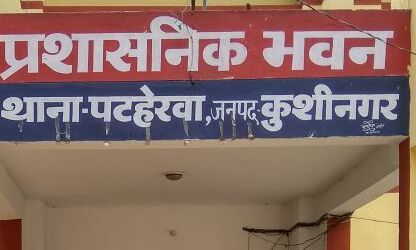 प्रशासनिक भवन
थाना-पटहेरवा, जनपद कुशीनगर